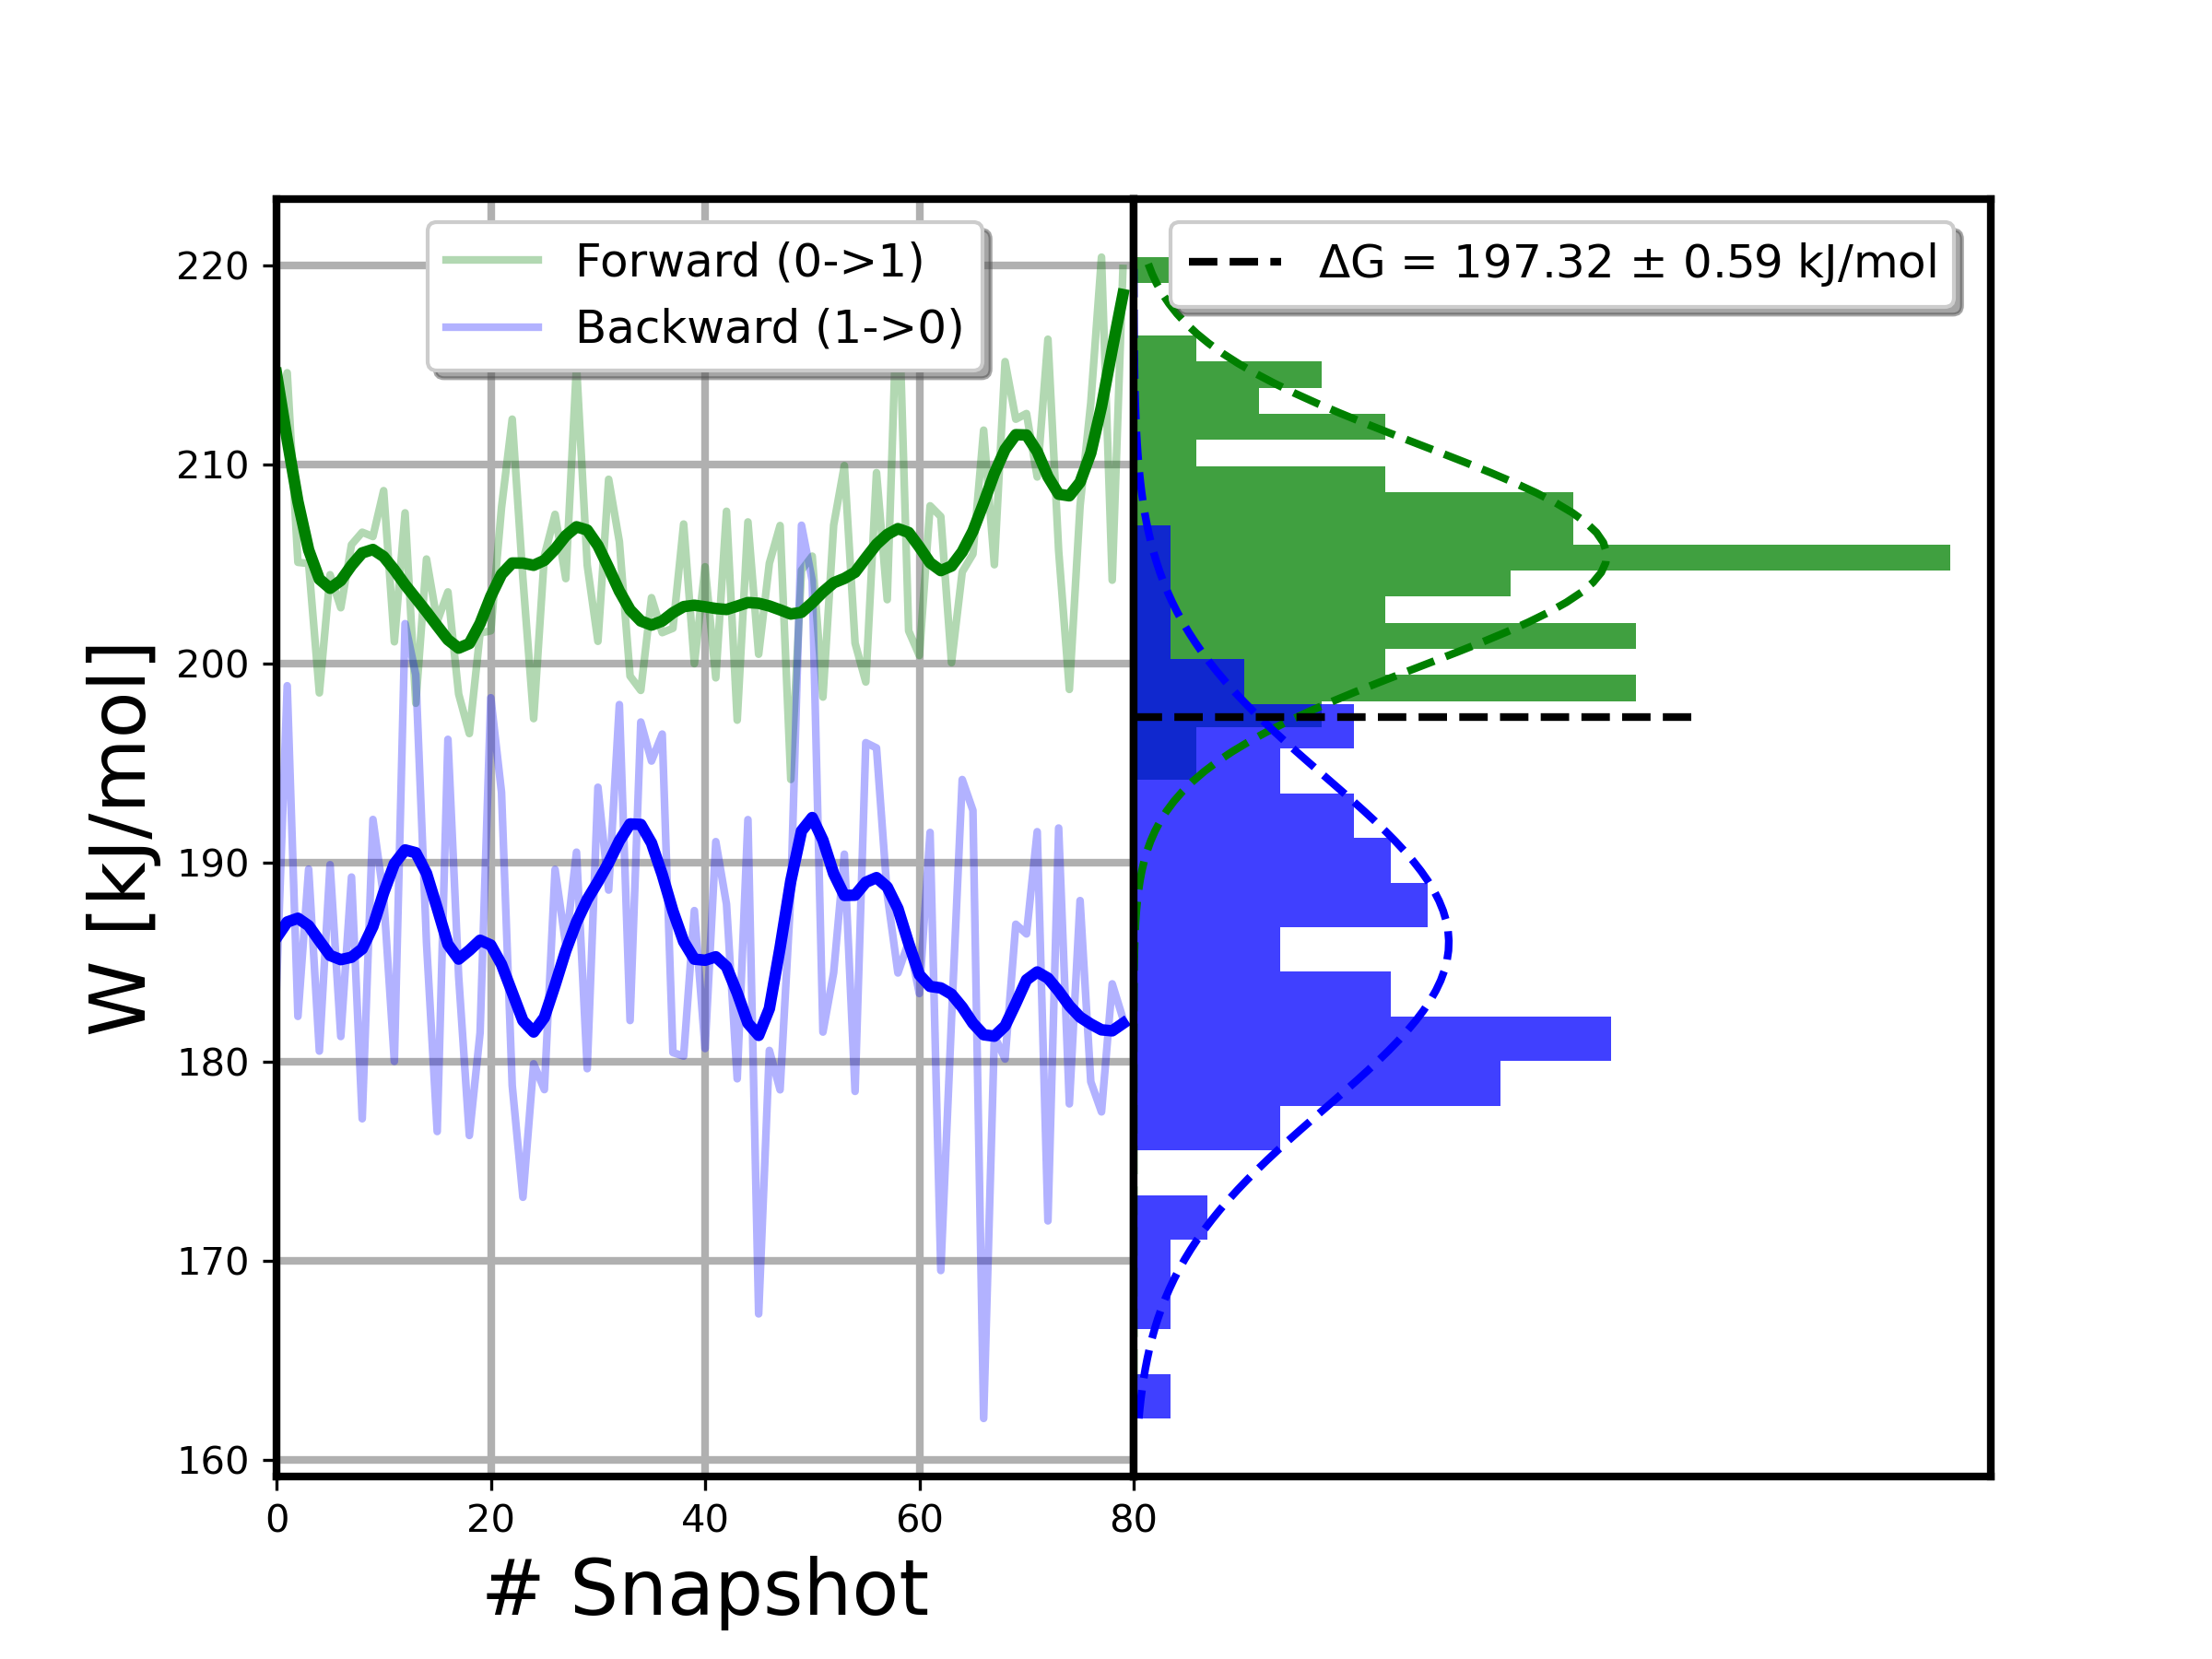 Forward (0->1)
Backward (1->0)
ΔG = 197.32 ± 0.59 kJ/mol
W [kJ/mol]
220
210
200
190
180
170
160
0 20 40 60 80
# Snapshot